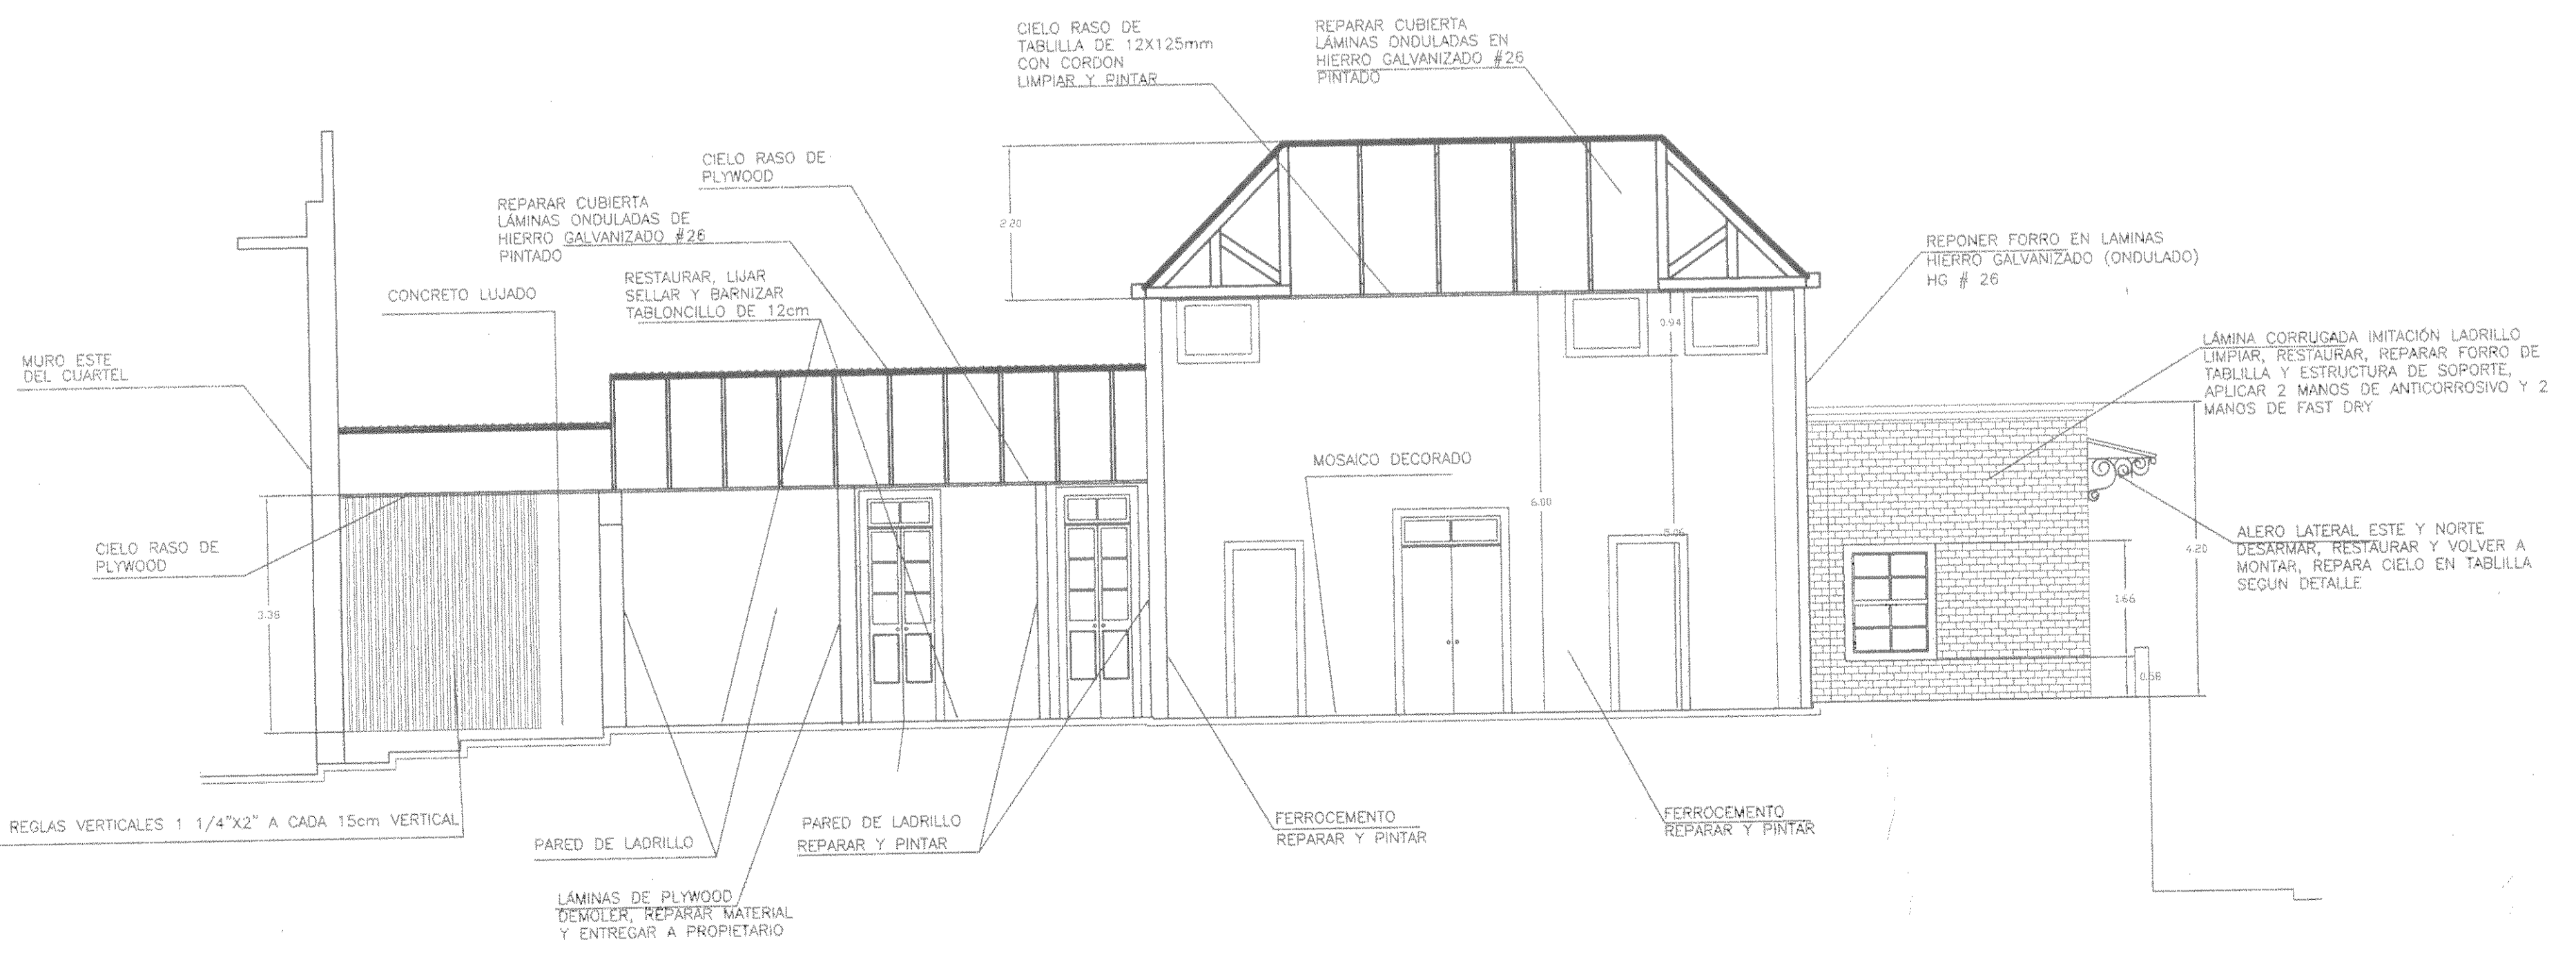 CIELO RASO DE
TABLILLA DE 12X125mm
CON CORDON
LIMPIAR Y PINTAR
REPARAR CUBIERTA
LÁMINAS ONDULADAS EN
HIERRO GALVANIZADO #26
PINTADO
CIELO RASO DE
PLYWOOD
REPARAR CUBIERTA
LÁMINAS ONDULADAS DE
HIERRO GALVANIZADO #26
PINTADO
RESTAURAR, LIJAR
SELLAR Y BARNIZAR
TABLONCILLO DE 12cm
CONCRETO LUJADO
MURO ESTE
DEL CUARTEL
2.20
REPONER FORRO EN LAMINAS
HIERRO GALVANIZADO (ONDULADO)
HG # 26
0.94
LÁMINA CORRUGADA IMITACIÓN LADRILLO
LIMPIAR, RESTAURAR, REPARAR FORRO DE
TABLILLA Y ESTRUCTURA DE SOPORTE,
APLICAR 2 MANOS DE ANTICORROSIVO Y 2
MANOS DE FAST DRY
MOSAICO DECORADO
6.00
5.06
CIELO RASO DE
PLYWOOD
3.38
4.20
ALERO LATERAL ESTE Y NORTE
DESARMAR, RESTAURAR Y VOLVER A
MONTAR, REPARA CIELO EN TABLILLA
SEGUN DETALLE
1.66
0.58
REGLAS VERTICALES 1 1/4"X2" A CADA 15cm VERTICAL
PARED DE LADRILLO
PARED DE LADRILLO
REPARAR Y PINTAR
FERROCEMENTO
REPARAR Y PINTAR
FERROCEMENTO
REPARAR Y PINTAR
LÁMINAS DE PLYWOOD
DEMOLER, REPARAR MATERIAL
Y ENTREGAR A PROPIETARIO